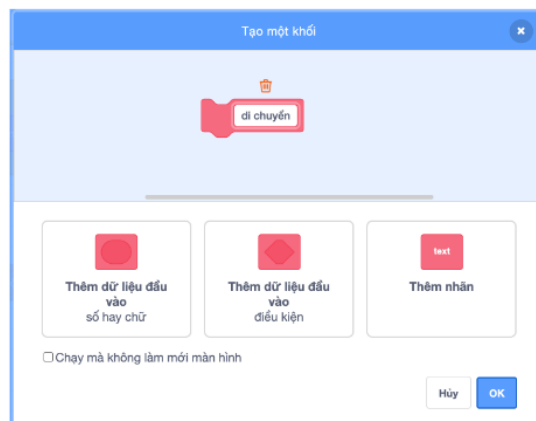 Tạo một khối
di chuyển
text
Thêm dữ liệu đầu
vào
số hay chữ
Thêm dữ liệu đầu
vào
điều kiện
Thêm nhãn
Chạy mà không làm mới màn hình
Hủy
OK